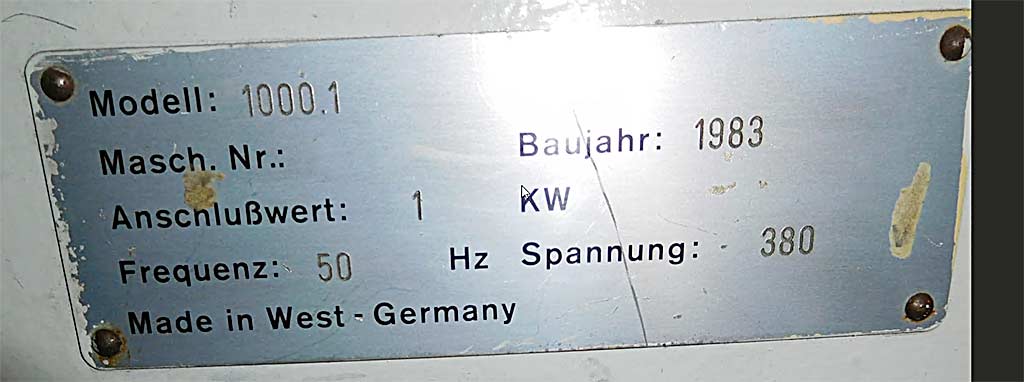 Modell: 1000.1
Masch. Nr.:
Baujahr: 1983
Anschlußwert: 1 KW
Frequenz: 50 Hz Spannung: 380
Made in West-Germany